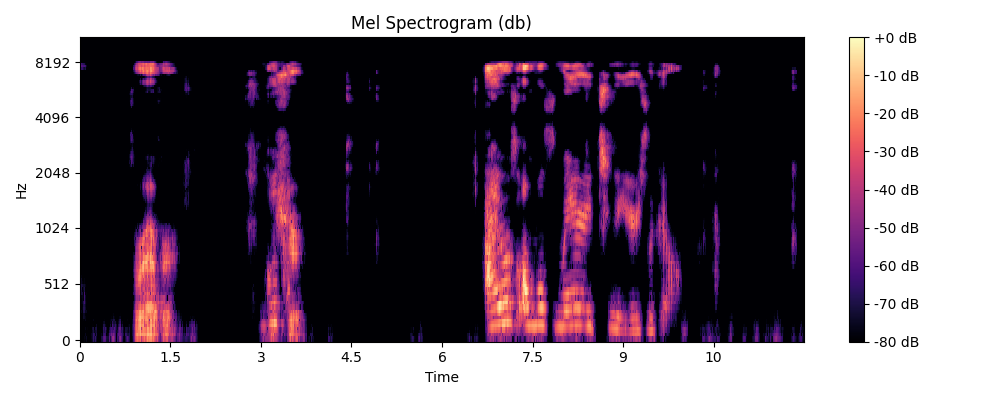 Mel Spectrogram (db)
Hz
8192
4096
2048
1024
512
0
0 1.5 3 4.5 6 7.5 9 10
Time
+0 dB
-10 dB
-20 dB
-30 dB
-40 dB
-50 dB
-60 dB
-70 dB
-80 dB